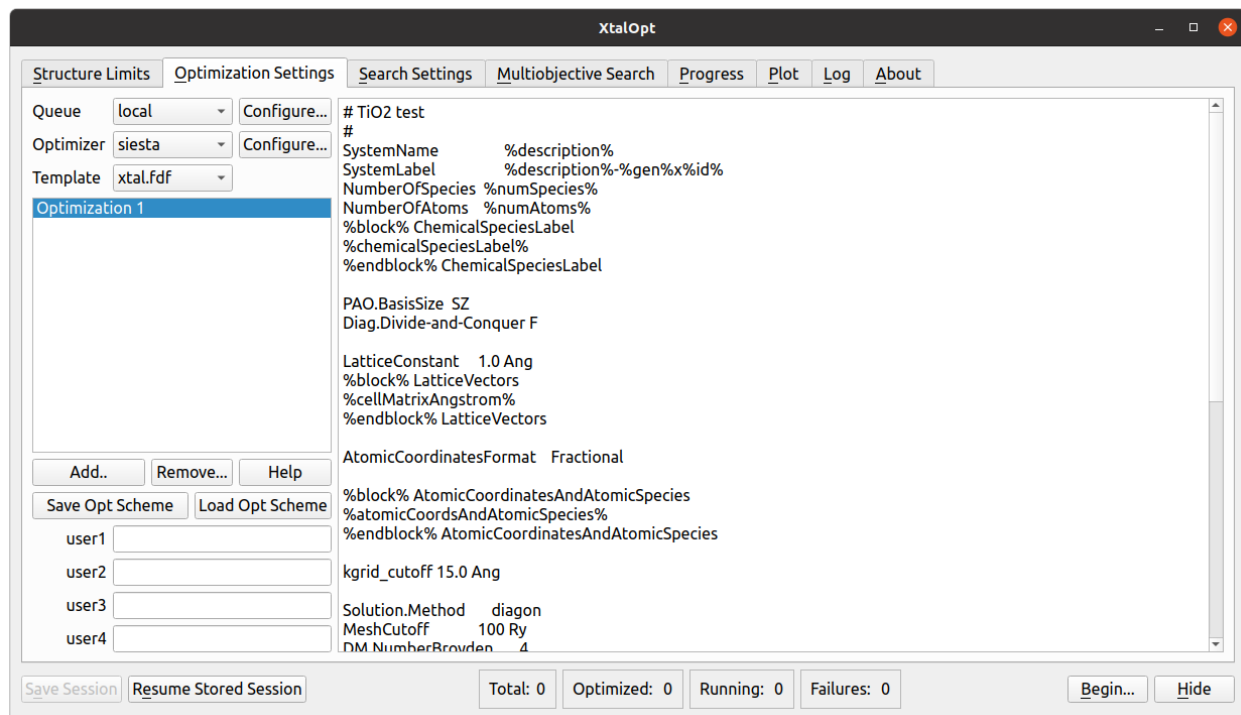 XtalOpt
Structure Limits Optimization Settings Search Settings Multiobjective Search Progress Plot Log About
Queue local Configure...
Optimizer siesta Configure...
Template xtal.fdf
Optimization 1
Add.. Remove... Help
Save Opt Scheme Load Opt Scheme
user1
user2
user3
user4
# TiO2 test
#
SystemName %description%
SystemLabel %description%-%gen%x%id%
NumberOfSpecies %numSpecies%
NumberOfAtoms %numAtoms%
%block% ChemicalSpeciesLabel
%chemicalSpeciesLabel%
%endblock% ChemicalSpeciesLabel
PAO.BasisSize SZ
Diag.Divide-and-Conquer F
LatticeConstant 1.0 Ang
%block% LatticeVectors
%cellMatrixAngstrom%
%endblock% LatticeVectors
AtomicCoordinatesFormat Fractional
%block% AtomicCoordinatesAndAtomicSpecies
%atomicCoordsAndAtomicSpecies%
%endblock% AtomicCoordinatesAndAtomicSpecies
kgrid_cutoff 15.0 Ang
Solution.Method diagon
MeshCutoff 100 Ry
DM.NumberBroyden 4
Save Session Resume Stored Session Total: 0 Optimized: 0 Running: 0 Failures: 0 Begin... Hide